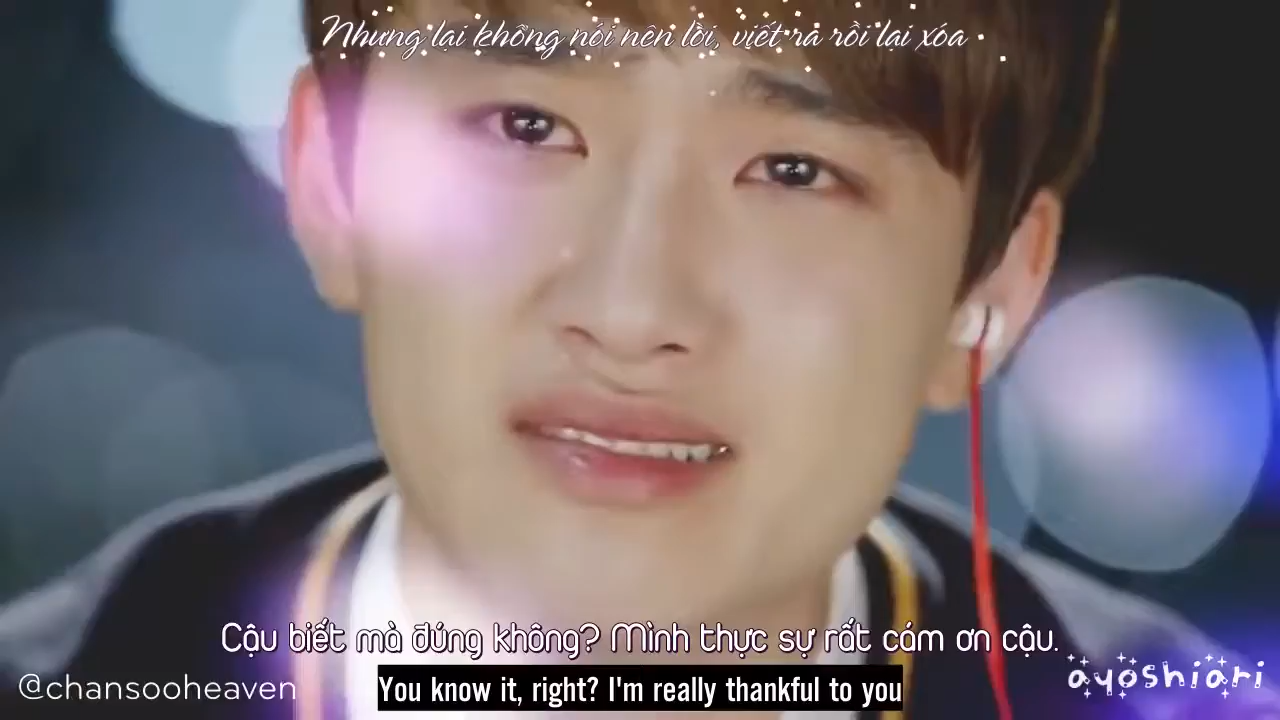 Nhưng lại không nói nên lời, viết ra rồi lại xóa
Cậu biết mà đúng không? Mình thực sự rất cám ơn cậu.
You know it, right? I'm really thankful to you
@chansooheaven
ayoshiari